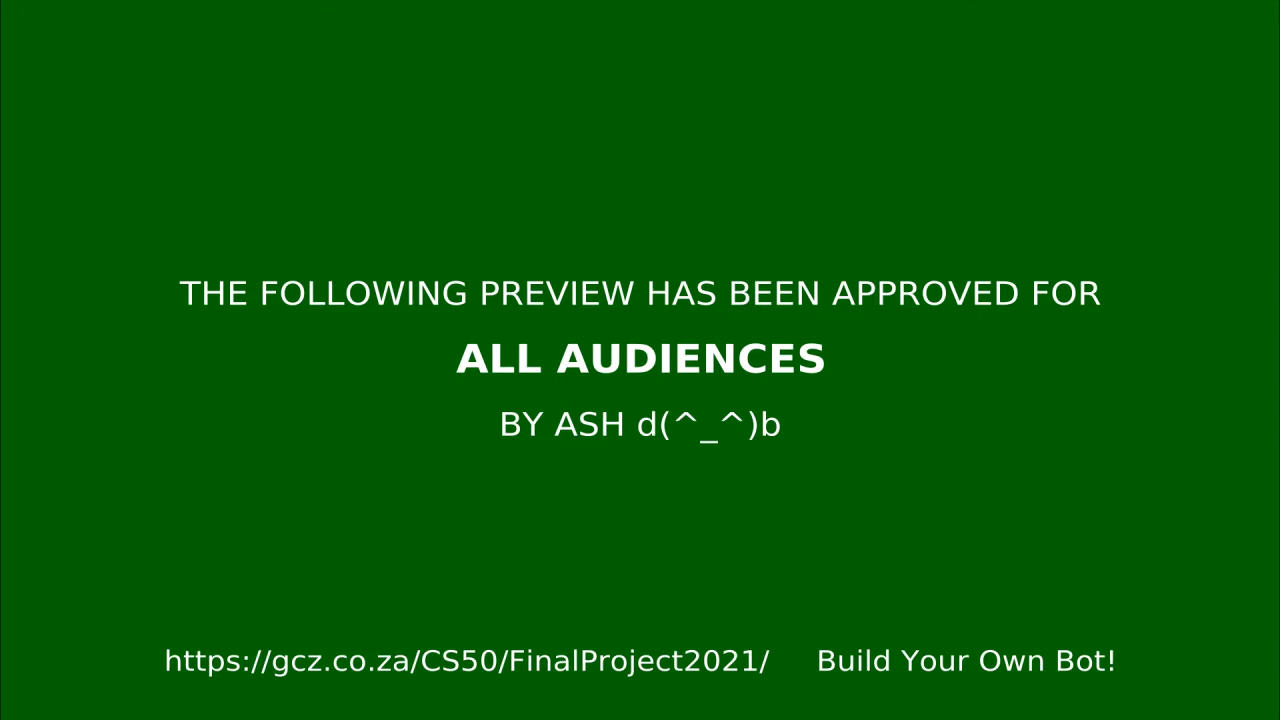 THE FOLLOWING PREVIEW HAS BEEN APPROVED FOR
ALL AUDIENCES
BY ASH d(^_^)b
https://gcz.co.za/CS50/FinalProject2021/ Build Your Own Bot!